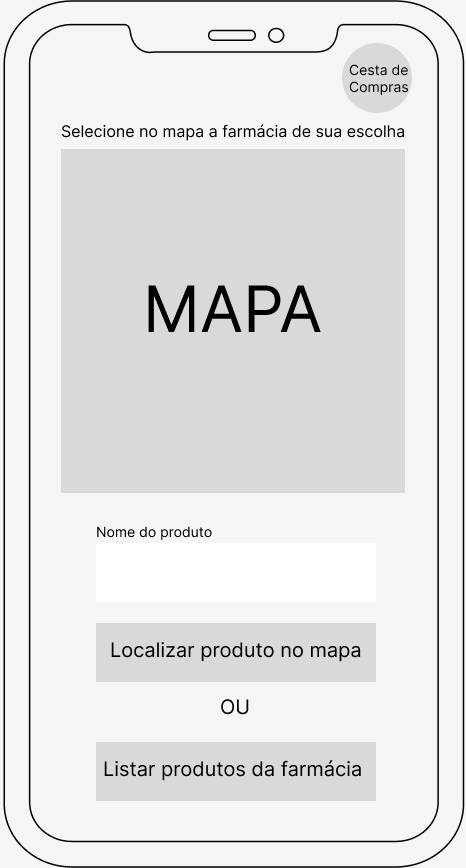 Cesta de
Compras
Selecione no mapa a farmácia de sua escolha
MAPA
Nome do produto
Localizar produto no mapa
OU
Listar produtos da farmácia